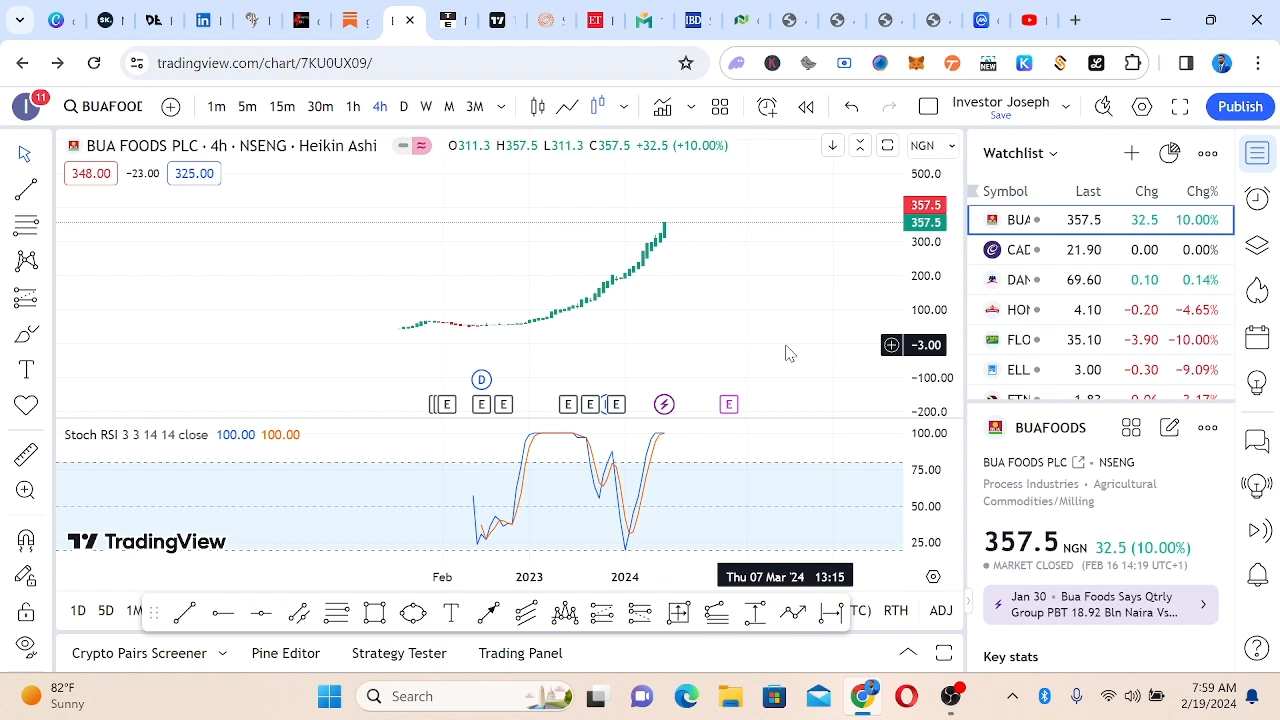 SK.
DE
T
E
ET
IBD
tradingview.com/chart/7KU0UX09/
NEW
I
11
BUAFOOD
1m 5m 15m 30m 1h 4h D W M 3M
Investor Joseph
Save
Publish
BUA FOODS PLC · 4h · NSENG · Heikin Ashi
O311.3 H357.5 L311.3 C357.5 +32.5 (+10.00%)
NGN
348.00 −23.00 325.00
500.0
357.5
357.5
300.0
200.0
100.00
−3.00
−100.00
−200.0
D
E E E E E E E
Stoch RSI 3 3 14 14 close 100.00 100.00
100.00
75.00
50.00
25.00
TradingView
Feb 2023 2024
Thu 07 Mar '24 13:15
1D 5D 1M
TC) RTH ADJ
Crypto Pairs Screener Pine Editor Strategy Tester Trading Panel
Watchlist
Symbol Last Chg Chg%
BUA 357.5 32.5 10.00%
CAD 21.90 0.00 0.00%
DAN 69.60 0.10 0.14%
HON 4.10 −0.20 −4.65%
FLO 35.10 −3.90 −10.00%
ELL 3.00 −0.30 −9.09%
BUAFOODS
BUA FOODS PLC • NSENG
Process Industries • Agricultural
Commodities/Milling
357.5 NGN 32.5 (10.00%)
MARKET CLOSED (FEB 16 14:19 UTC+1)
Jan 30 • Bua Foods Says Qtrly
Group PBT 18.92 Bln Naira Vs...
Key stats
82°F
Sunny
Search
7:59 AM
2/19/2024